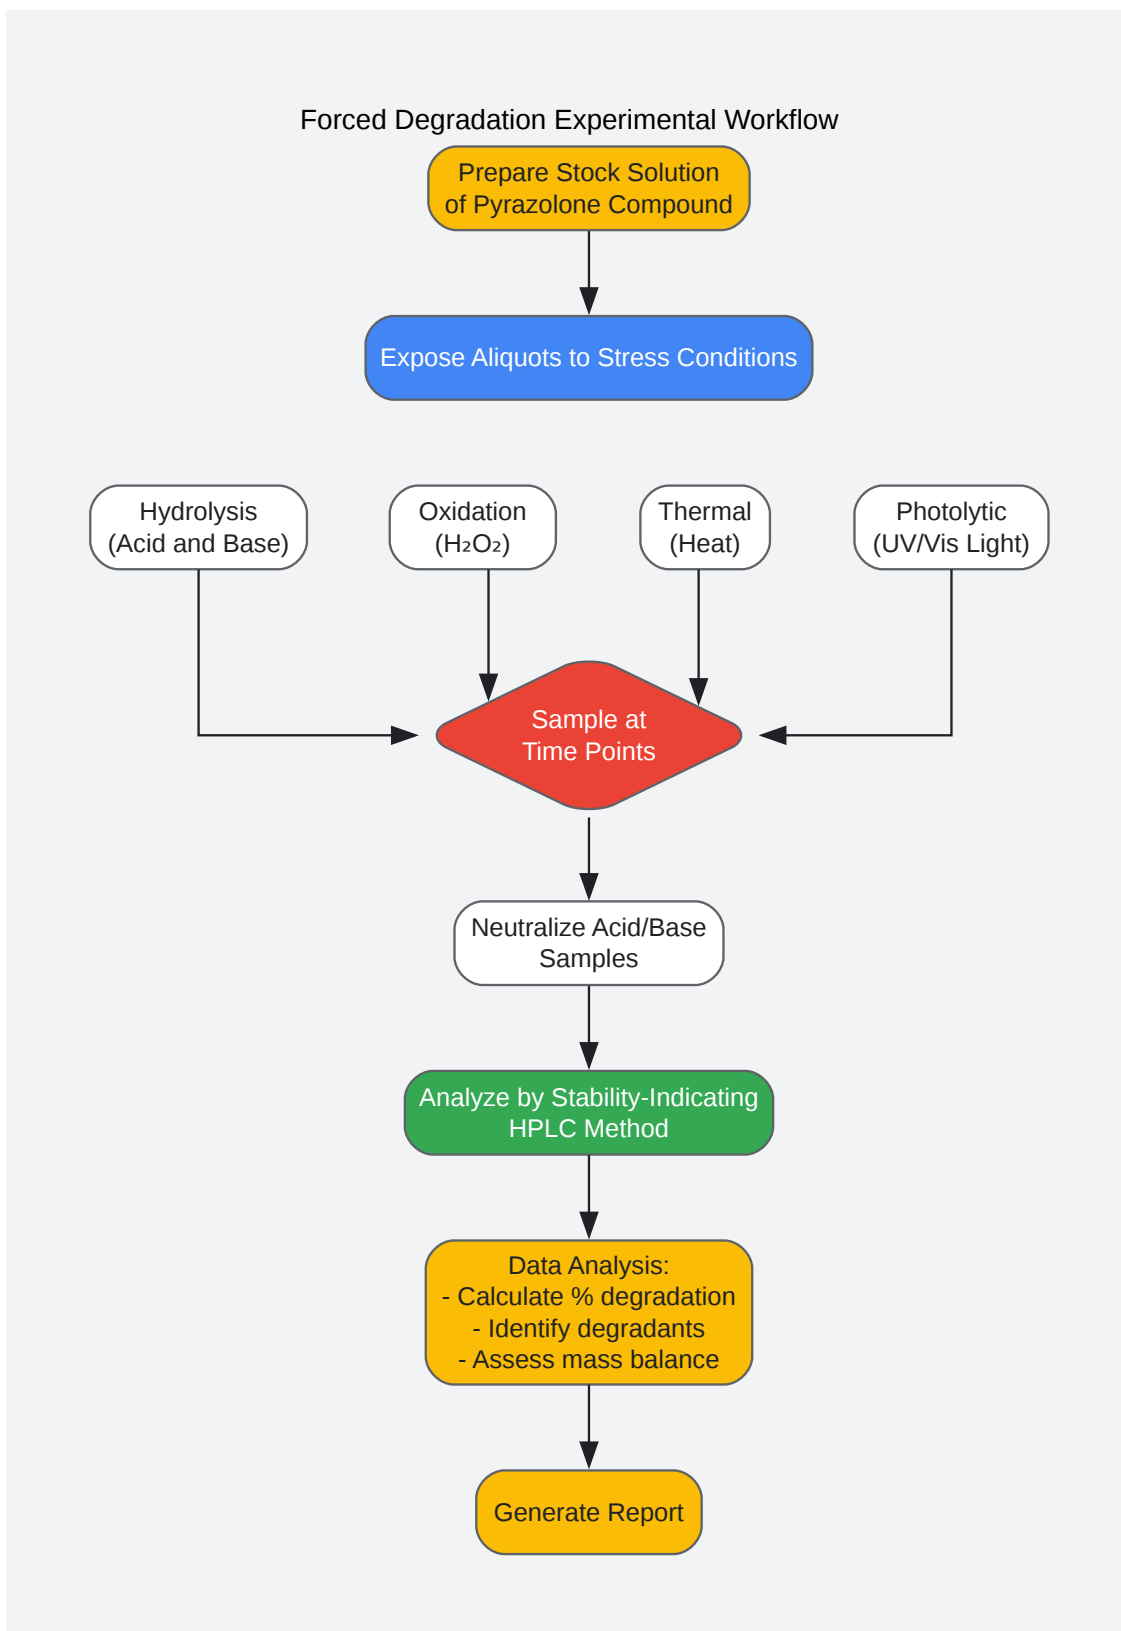 Forced Degradation Experimental Workflow
Prepare Stock Solution
of Pyrazolone Compound
Expose Aliquots to Stress Conditions
Hydrolysis
(Acid and Base)
Oxidation
(H₂O₂)
Thermal
(Heat)
Photolytic
(UV/Vis Light)
Sample at
Time Points
Neutralize Acid/Base
Samples
Analyze by Stability-Indicating
HPLC Method
Data Analysis:
- Calculate % degradation
- Identify degradants
- Assess mass balance
Generate Report